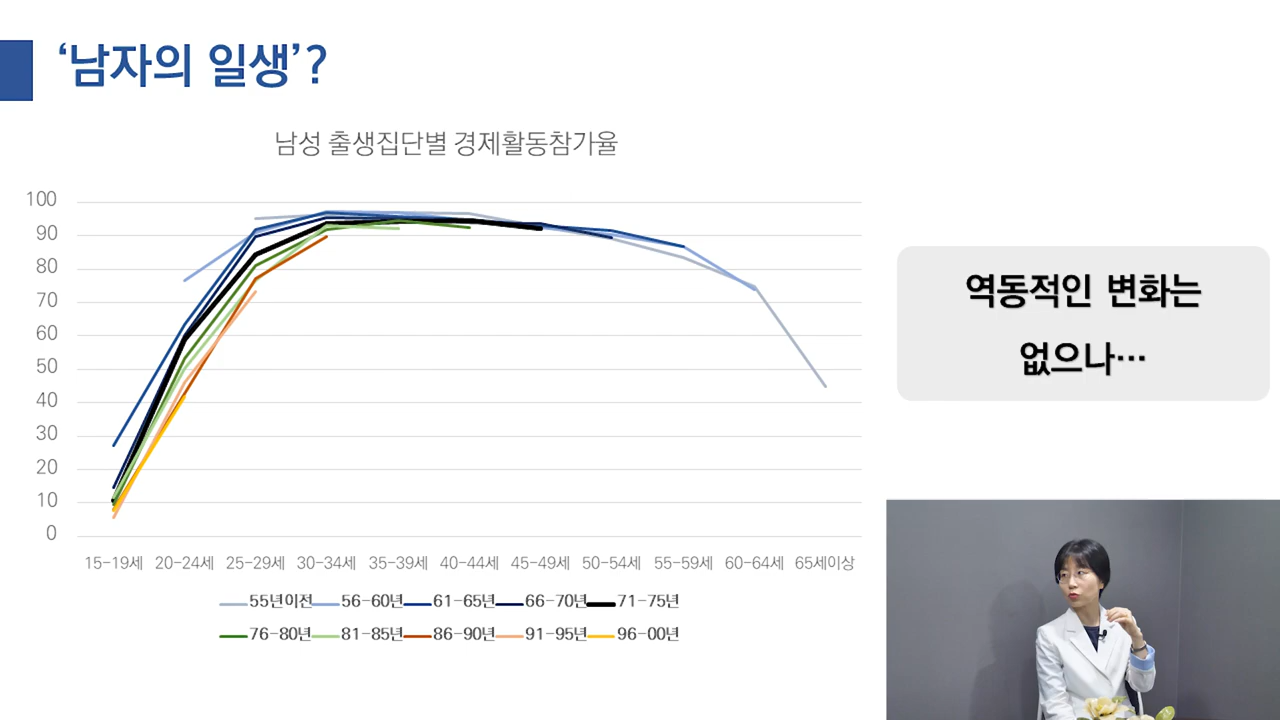 ‘남자의 일생’?
남성 출생집단별 경제활동참가율
100
90
80
70
60
50
40
30
20
10
0
15-19세 20-24세 25-29세 30-34세 35-39세 40-44세 45-49세 50-54세 55-59세 60-64세 65세이상
55년이전 56-60년 61-65년 66-70년 71-75년
76-80년 81-85년 86-90년 91-95년 96-00년
역동적인 변화는
없으나…